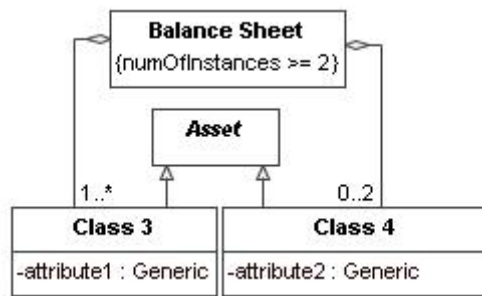 Balance Sheet
{numOfInstances >= 2}
Asset
1..*
0..2
Class 3
Class 4
-attribute1 : Generic
-attribute2 : Generic